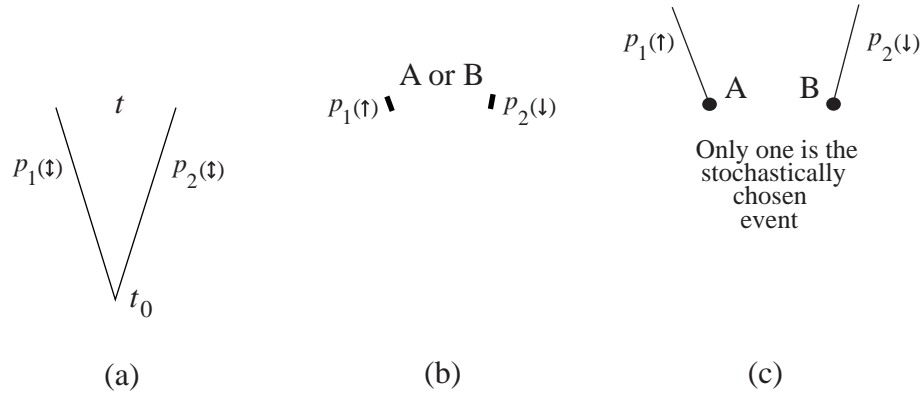 t
p₁(↕)
p₂(↕)
t₀
(a)
A or B
p₁(↑)
p₂(↓)
(b)
p₁(↑)
p₂(↓)
A
B
Only one is the
stochastically
chosen
event
(c)